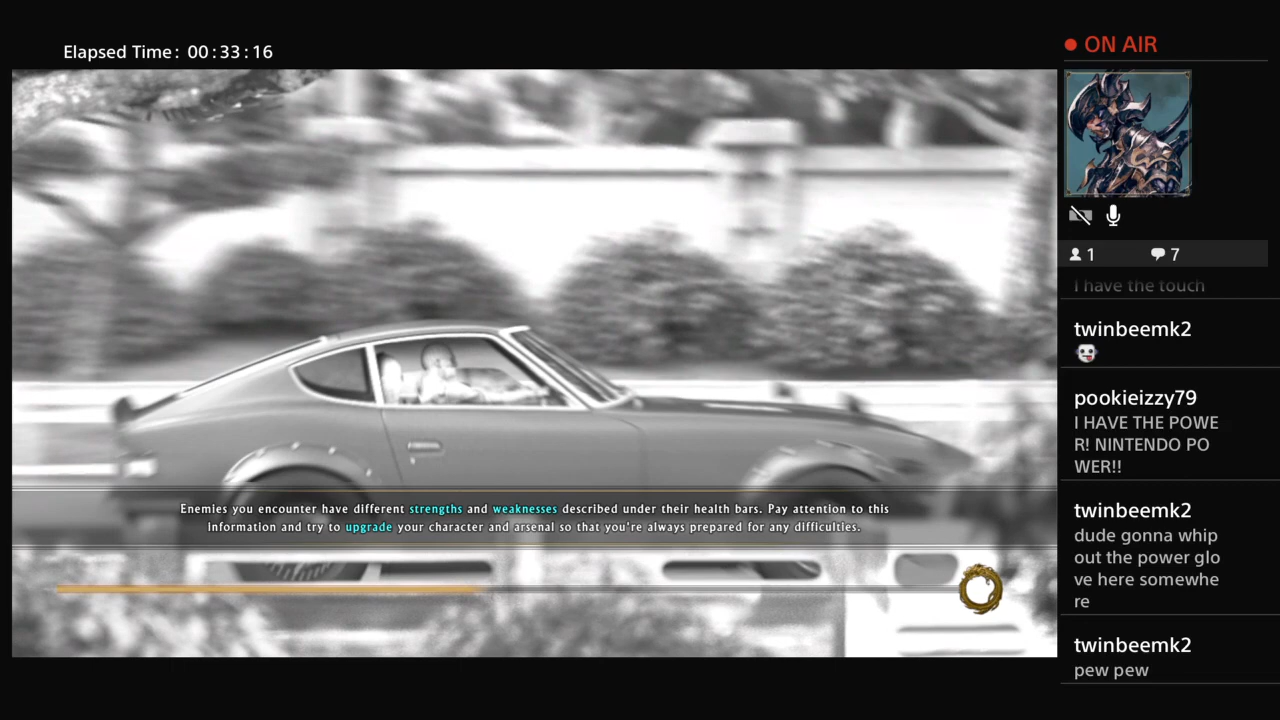 Elapsed Time: 00:33:16
ON AIR
1
7
I have the touch
twinbeemk2
pookieizzy79
I HAVE THE POWE
R! NINTENDO PO
WER!!
twinbeemk2
dude gonna whip
out the power glo
ve here somewhe
re
twinbeemk2
pew pew
Enemies you encounter have different strengths and weaknesses described under their health bars. Pay attention to this
information and try to upgrade your character and arsenal so that you're always prepared for any difficulties.